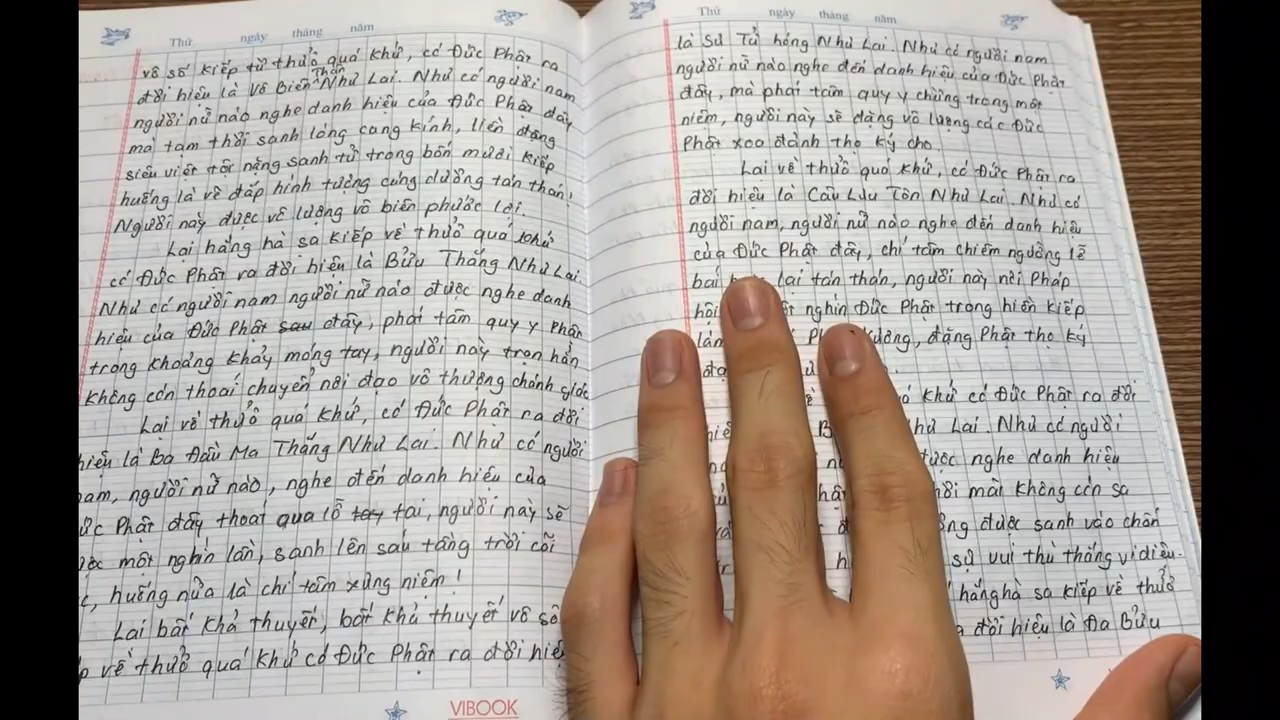 Thứ ngày tháng năm
vô số kiếp từ thuở quá khứ, có Đức Phật ra
đời hiệu là Vô Biên Thân Như Lai. Như có người nam
người nữ nào nghe danh hiệu của Đức Phật đây
mà tạm thời sanh lòng cung kính, liền đặng
siêu việt tội nặng sanh tử trong bốn mươi kiếp
huống là vẽ đắp hình tượng cúng dường tán thán,
Người này được vô lượng vô biên phước lợi.
Lại hằng hà sa kiếp về thuở quá khứ
có Đức Phật ra đời hiệu là Bửu Thắng Như Lai.
Như có người nam người nữ nào được nghe danh
hiệu của Đức Phật sau đây, phát tâm quy y Phật
trong khoảng khảy móng tay, người này trọn hẳn
không còn thoái chuyển nơi đạo vô thượng chánh giác
Lại về thuở quá khứ, có Đức Phật ra đời
hiệu là Ba Đầu Ma Thắng Như Lai. Như có người
nam, người nữ nào, nghe đến danh hiệu của
Đức Phật đây thoát qua lỗ tay tai, người này sẽ
được một nghìn lần, sanh lên sáu tầng trời cõi
huống nữa là chí tâm xưng niệm!
Lại bất khả thuyết, bất khả thuyết vô số
về thuở quá khứ có Đức Phật ra đời hiệu
VIBOOK
Thứ ngày tháng năm
là Sư Tử hống Như Lai. Như có người nam
người nữ nào nghe đến danh hiệu của Đức Phật
đây, mà phát tâm quy y chừng trong một
niệm, người này sẽ đặng vô lượng các Đức
Phật xoa đảnh thọ ký cho.
Lại về thuở quá khứ, có Đức Phật ra
đời hiệu là Câu Lưu Tôn Như Lai. Như có
người nam, người nữ nào nghe đến danh hiệu
của Đức Phật đây, chí tâm chiêm ngưỡng lễ
bái lại tán thán, người này nơi Pháp
hội nghìn Đức Phật trong hiền kiếp
làm Vương, đặng Phật thọ ký
khứ có Đức Phật ra đời
Như Lai. Như có người
được nghe danh hiệu
mãi không còn sa
được sanh vào chốn
sự vui thù thắng vi diệu.
hằng hà sa kiếp về thuở
đời hiệu là Đa Bửu